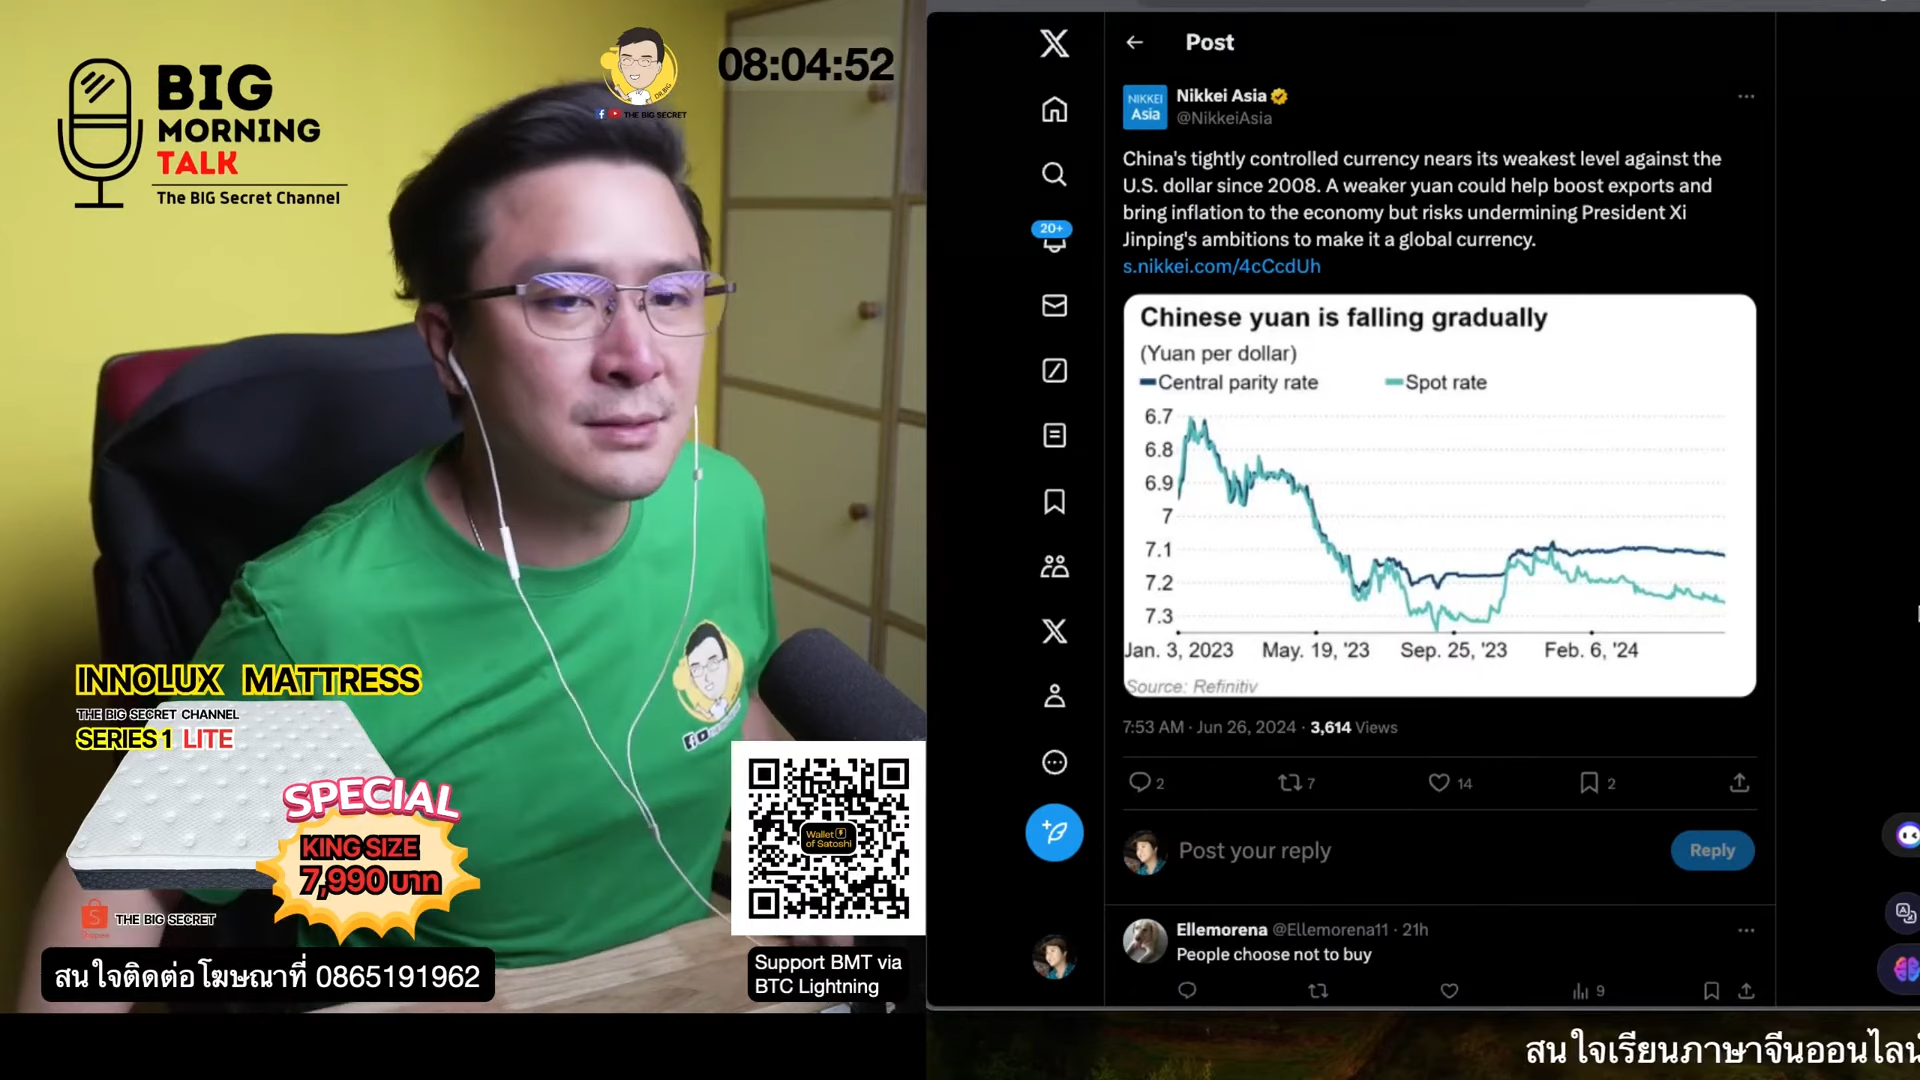 BIG
MORNING
TALK
The BIG Secret Channel
THE BIG SECRET
08:04:52
INNOLUX MATTRESS
THE BIG SECRET CHANNEL
SERIES 1 LITE
SPECIAL
KING SIZE
7,990 บาท
Shopee
THE BIG SECRET
สนใจติดต่อโฆษณาที่ 0865191962
Wallet
of Satoshi
Support BMT via
BTC Lightning
20+
Post
NIKKEI
Asia
Nikkei Asia
@NikkeiAsia
China's tightly controlled currency nears its weakest level against the
U.S. dollar since 2008. A weaker yuan could help boost exports and
bring inflation to the economy but risks undermining President Xi
Jinping's ambitions to make it a global currency.
s.nikkei.com/4cCcdUh
Chinese yuan is falling gradually
(Yuan per dollar)
Central parity rate Spot rate
6.7
6.8
6.9
7
7.1
7.2
7.3
Jan. 3, 2023 May. 19, '23 Sep. 25, '23 Feb. 6, '24
Source: Refinitiv
7:53 AM · Jun 26, 2024 · 3,614 Views
2 7 14 2
Post your reply
Reply
Ellemorena @Ellemorena11 · 21h
People choose not to buy
9
สนใจเรียนภาษาจีนออนไลน์